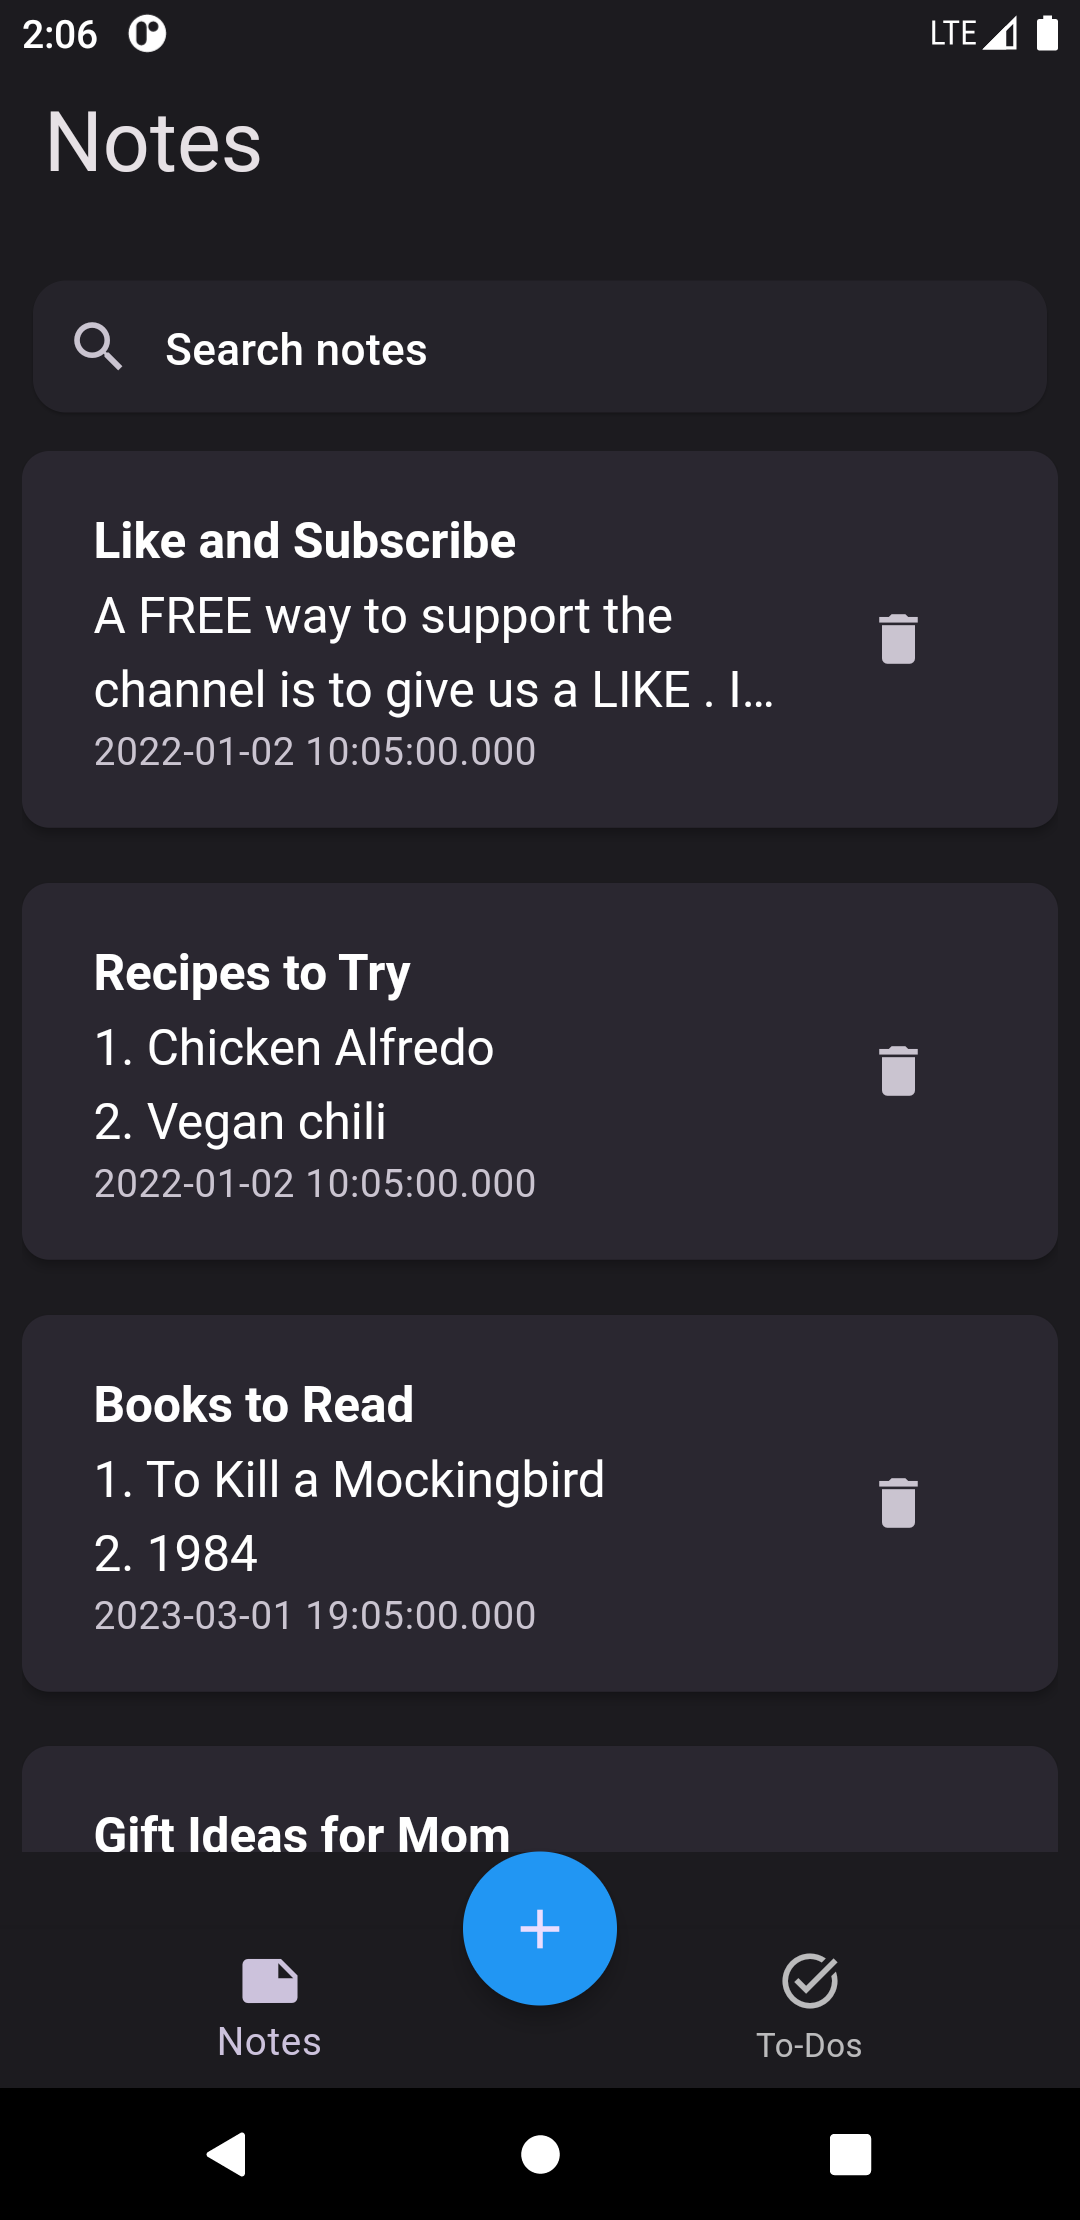 2:06
LTE
Notes
Search notes
Like and Subscribe
A FREE way to support the
channel is to give us a LIKE . I…
2022-01-02 10:05:00.000
Recipes to Try
1. Chicken Alfredo
2. Vegan chili
2022-01-02 10:05:00.000
Books to Read
1. To Kill a Mockingbird
2. 1984
2023-03-01 19:05:00.000
Gift Ideas for Mom
Notes
To-Dos